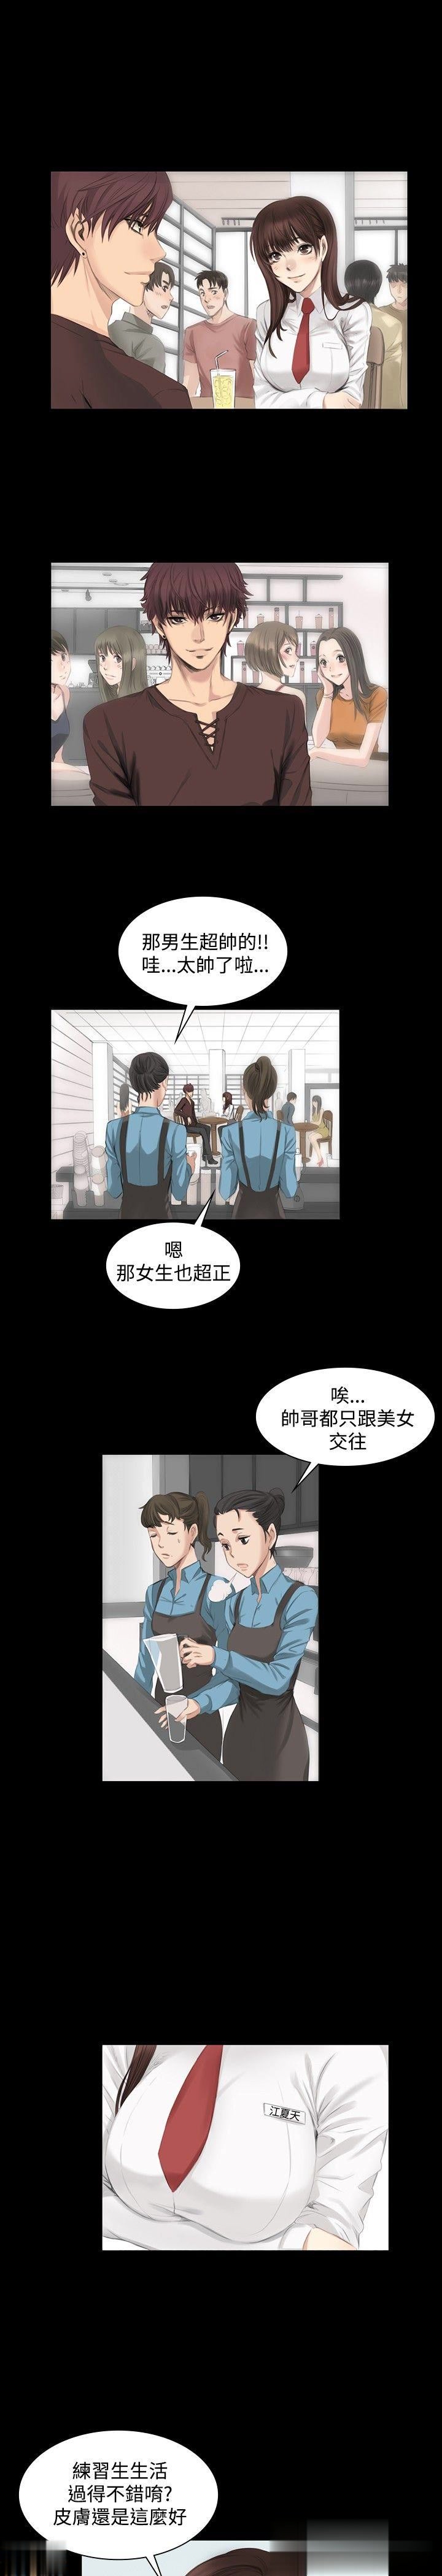 那男生超帥的!!
哇...太帥了啦...
嗯
那女生也超正
唉...
帥哥都只跟美女
交往
江夏天
練習生生活
過得不錯唷?
皮膚還是這麼好